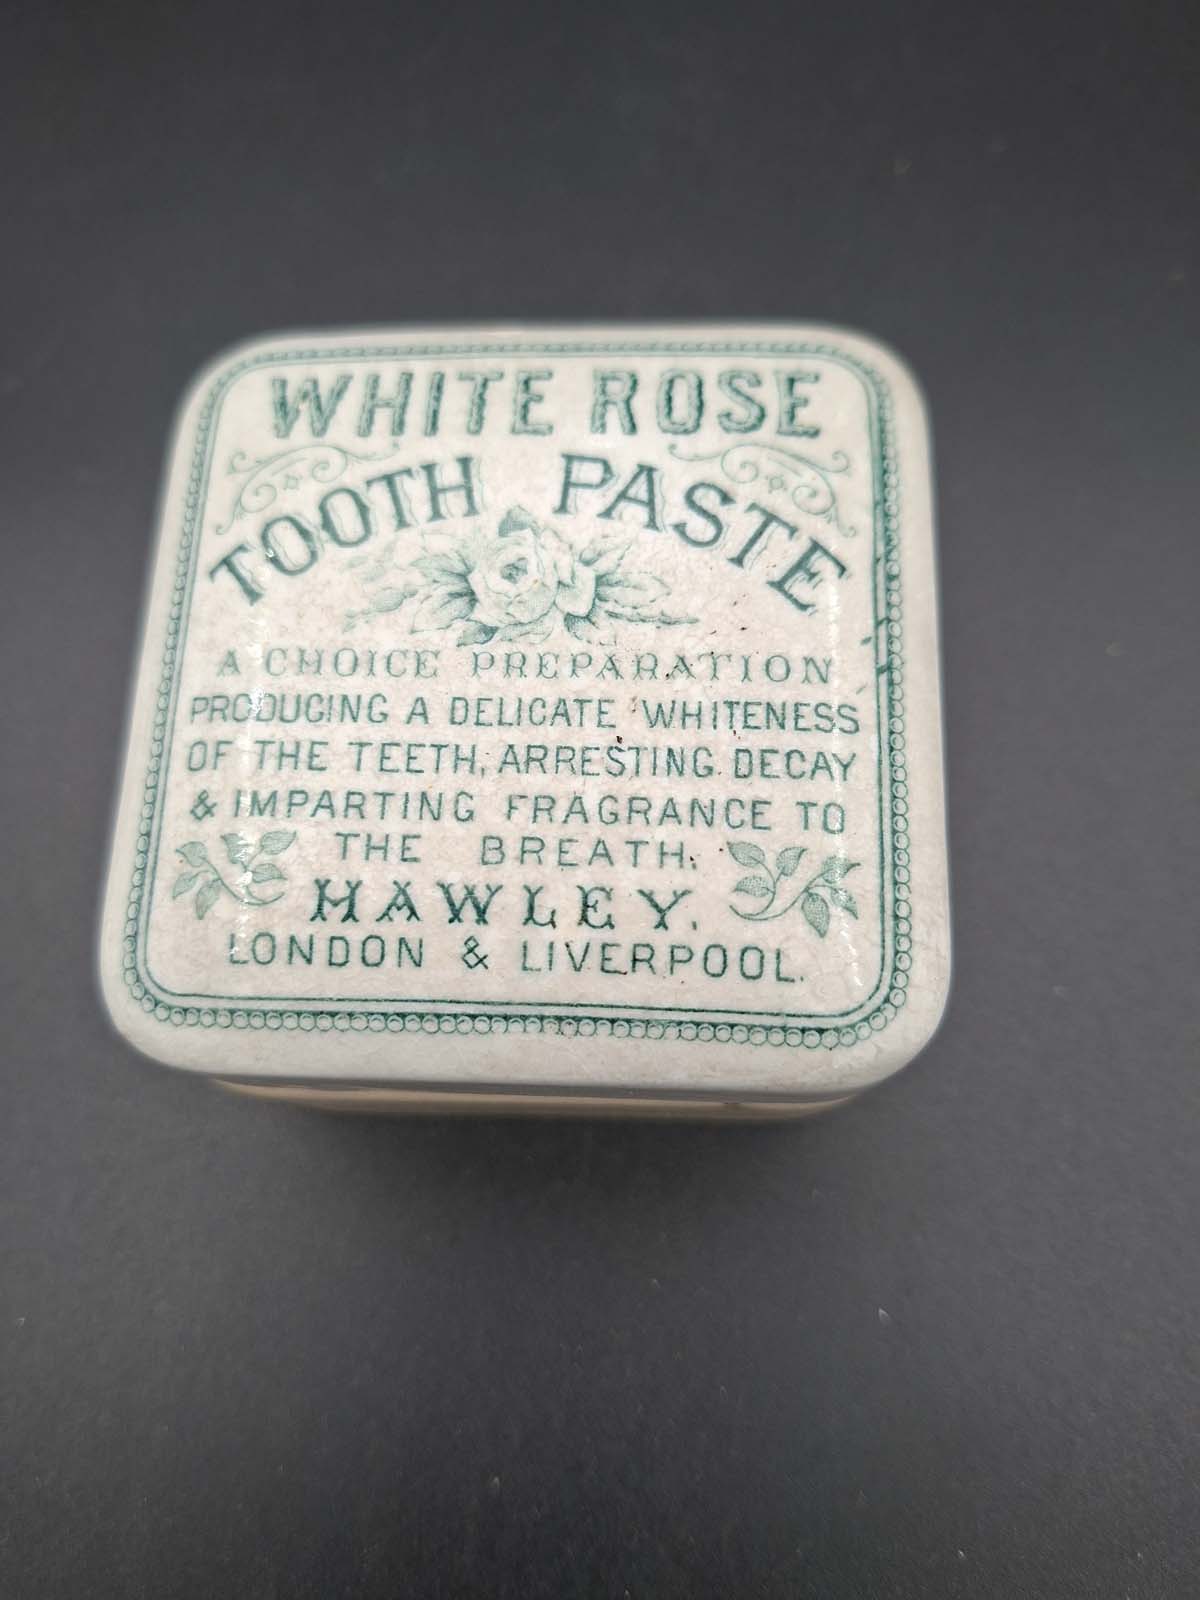 WHITE ROSE
TOOTH PASTE
A CHOICE PREPARATION
PRODUCING A DELICATE WHITENESS
OF THE TEETH, ARRESTING DECAY
& IMPARTING FRAGRANCE TO
THE BREATH.
HAWLEY.
LONDON & LIVERPOOL.